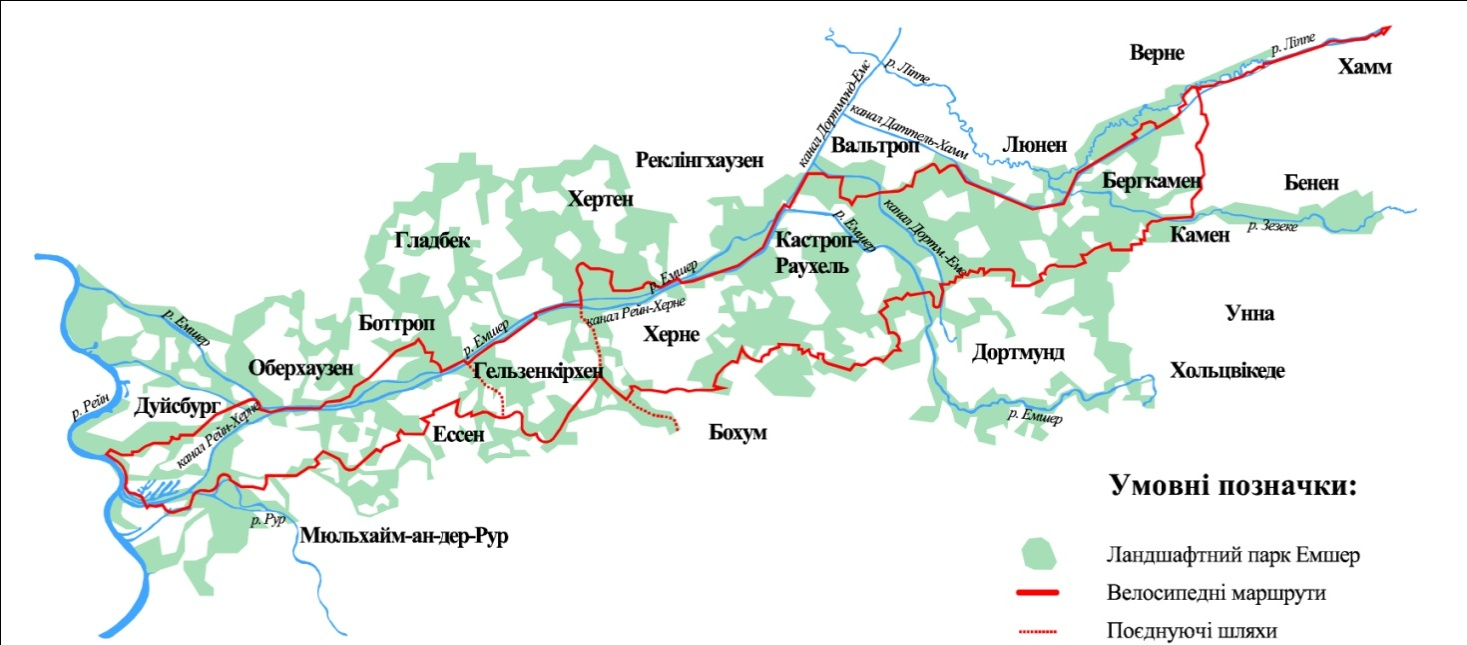 Верне
р. Ліппе
Хамм
р. Ліппе
канал Дортмунд-Емс
канал Даттель-Хамм
Вальтроп
Люнен
Реклінгхаузен
Хертен
Бергкамен
Бенен
Гладбек
р. Емшер
канал Дортм.-Емс
Кастроп-
Раухель
Камен
р. Зезеке
р. Емшер
канал Рейн-Херне
Унна
р. Емшер
Боттроп
р. Емшер
Херне
Дортмунд
Оберхаузен
Гельзенкірхен
Хольцвікеде
р. Рейн
Дуйсбург
канал Рейн-Херне
р. Емшер
Ессен
Бохум
р. Рур
Мюльхайм-ан-дер-Рур
Умовні позначки:
Ландшафтний парк Емшер
Велосипедні маршрути
Поєднуючі шляхи